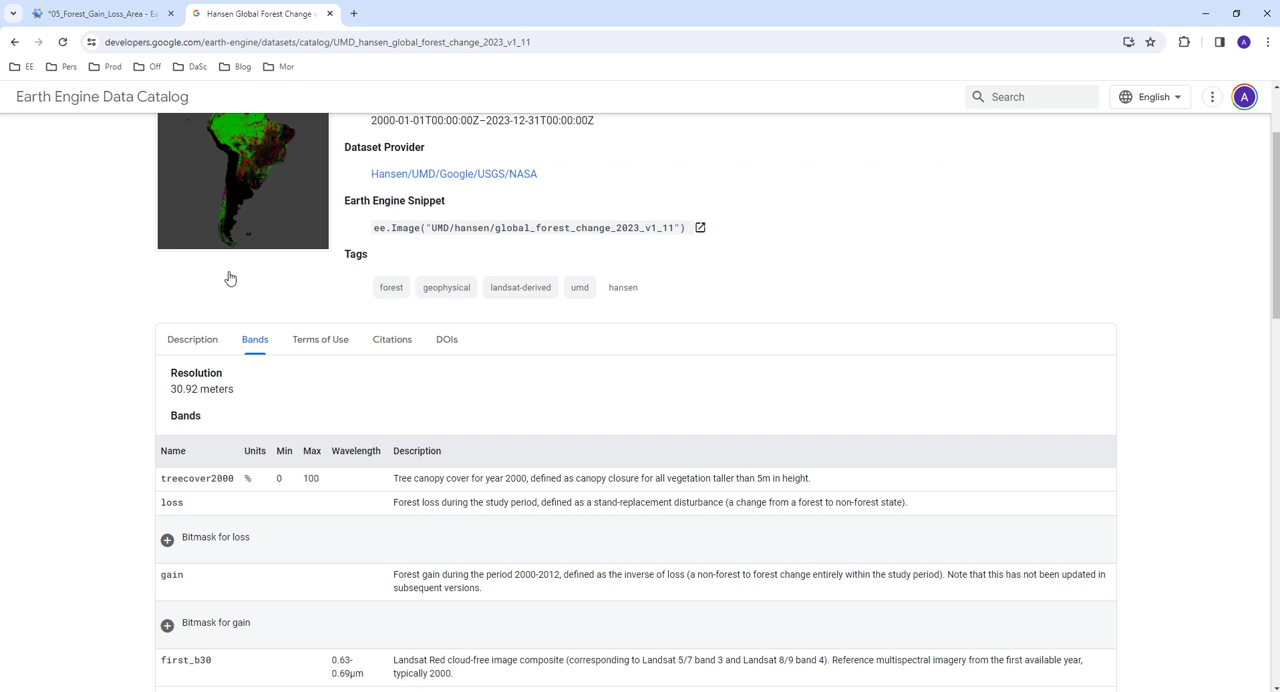 *05_Forest_Gain_Loss_Area - Ea
Hansen Global Forest Change v
developers.google.com/earth-engine/datasets/catalog/UMD_hansen_global_forest_change_2023_v1_11
A
EE Pers Prod Off DaSc Blog Mor
Earth Engine Data Catalog
Search
English
A
2000-01-01T00:00:00Z–2023-12-31T00:00:00Z
Dataset Provider
Hansen/UMD/Google/USGS/NASA
Earth Engine Snippet
ee.Image("UMD/hansen/global_forest_change_2023_v1_11")
Tags
forest geophysical landsat-derived umd hansen
Description Bands Terms of Use Citations DOIs
Resolution
30.92 meters
Bands
Name Units Min Max Wavelength Description
treecover2000 % 0 100 Tree canopy cover for year 2000, defined as canopy closure for all vegetation taller than 5m in height.
loss Forest loss during the study period, defined as a stand-replacement disturbance (a change from a forest to non-forest state).
Bitmask for loss
gain Forest gain during the period 2000-2012, defined as the inverse of loss (a non-forest to forest change entirely within the study period). Note that this has not been updated in
subsequent versions.
Bitmask for gain
first_b30 0.63- Landsat Red cloud-free image composite (corresponding to Landsat 5/7 band 3 and Landsat 8/9 band 4). Reference multispectral imagery from the first available year,
0.69μm typically 2000.